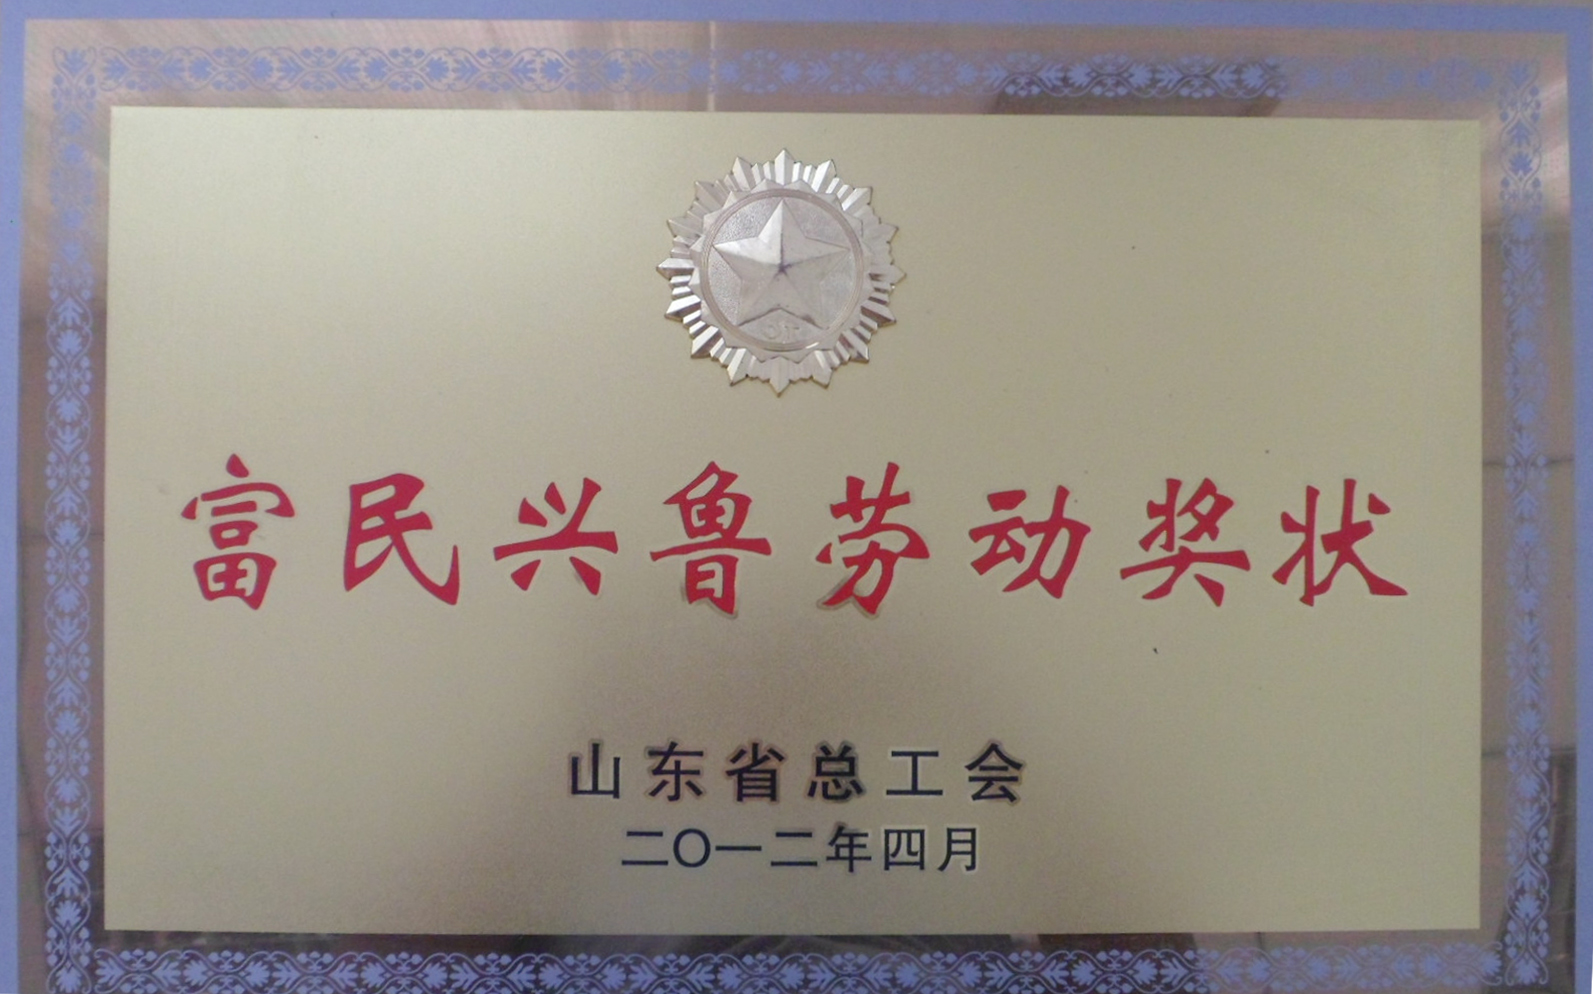 富民兴鲁劳动奖状
山东省总工会
二〇一二年四月